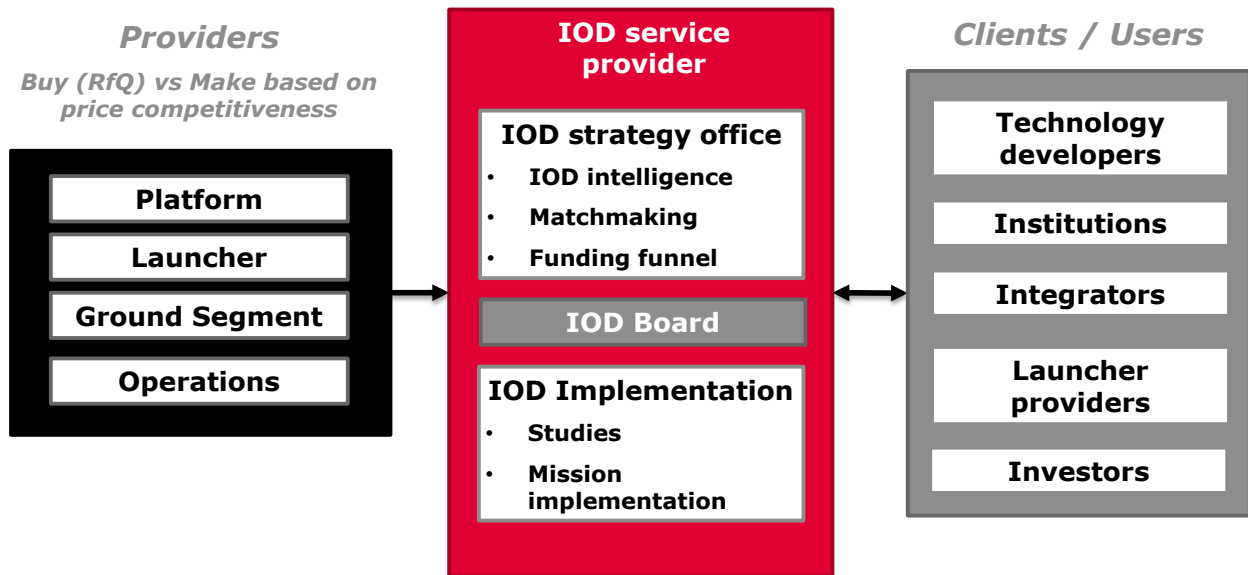 Providers
Buy (RfQ) vs Make based on
price competitiveness
Platform
Launcher
Ground Segment
Operations
IOD service
provider
IOD strategy office
• IOD intelligence
• Matchmaking
• Funding funnel
IOD Board
IOD Implementation
• Studies
• Mission
implementation
Clients / Users
Technology
developers
Institutions
Integrators
Launcher
providers
Investors